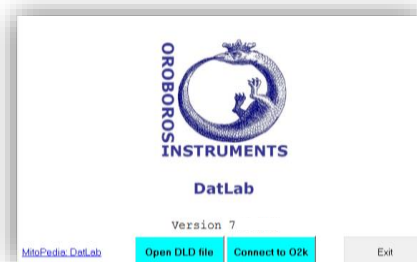 OROBOROS
INSTRUMENTS
DatLab
Version 7
MitoPedia: DatLab
Open DLD file
Connect to O2k
Exit